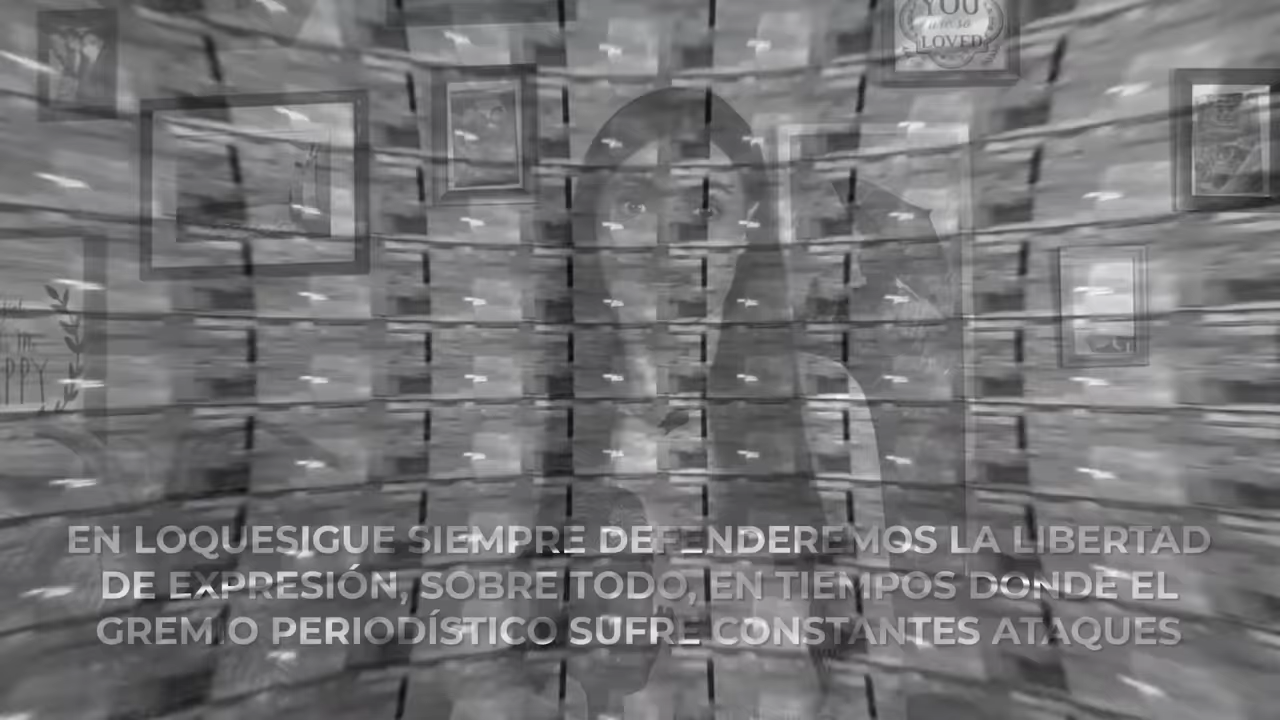 YOU
LOVED
PPY
EN LOQUESIGUE SIEMPRE DEFENDEREMOS LA LIBERTAD
DE EXPRESIÓN, SOBRE TODO, EN TIEMPOS DONDE EL
GREMIO PERIODÍSTICO SUFRE CONSTANTES ATAQUES